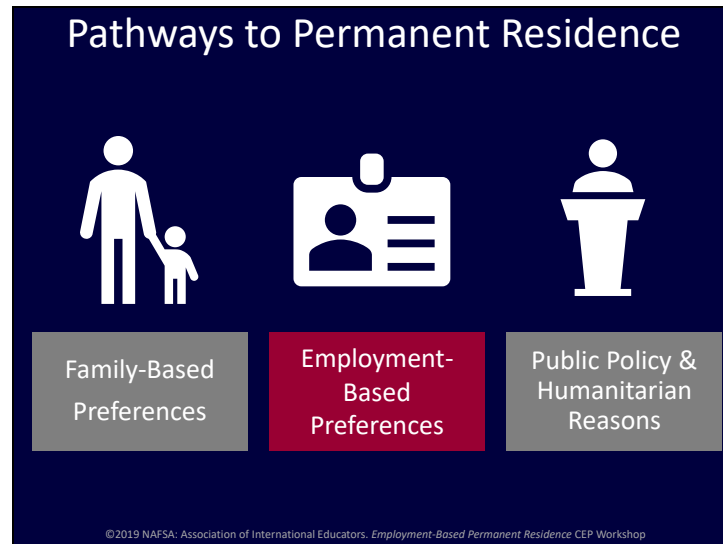 Pathways to Permanent Residence
Family-Based
Preferences
Employment-
Based
Preferences
Public Policy &
Humanitarian
Reasons
©2019 NAFSA: Association of International Educators. Employment-Based Permanent Residence CEP Workshop